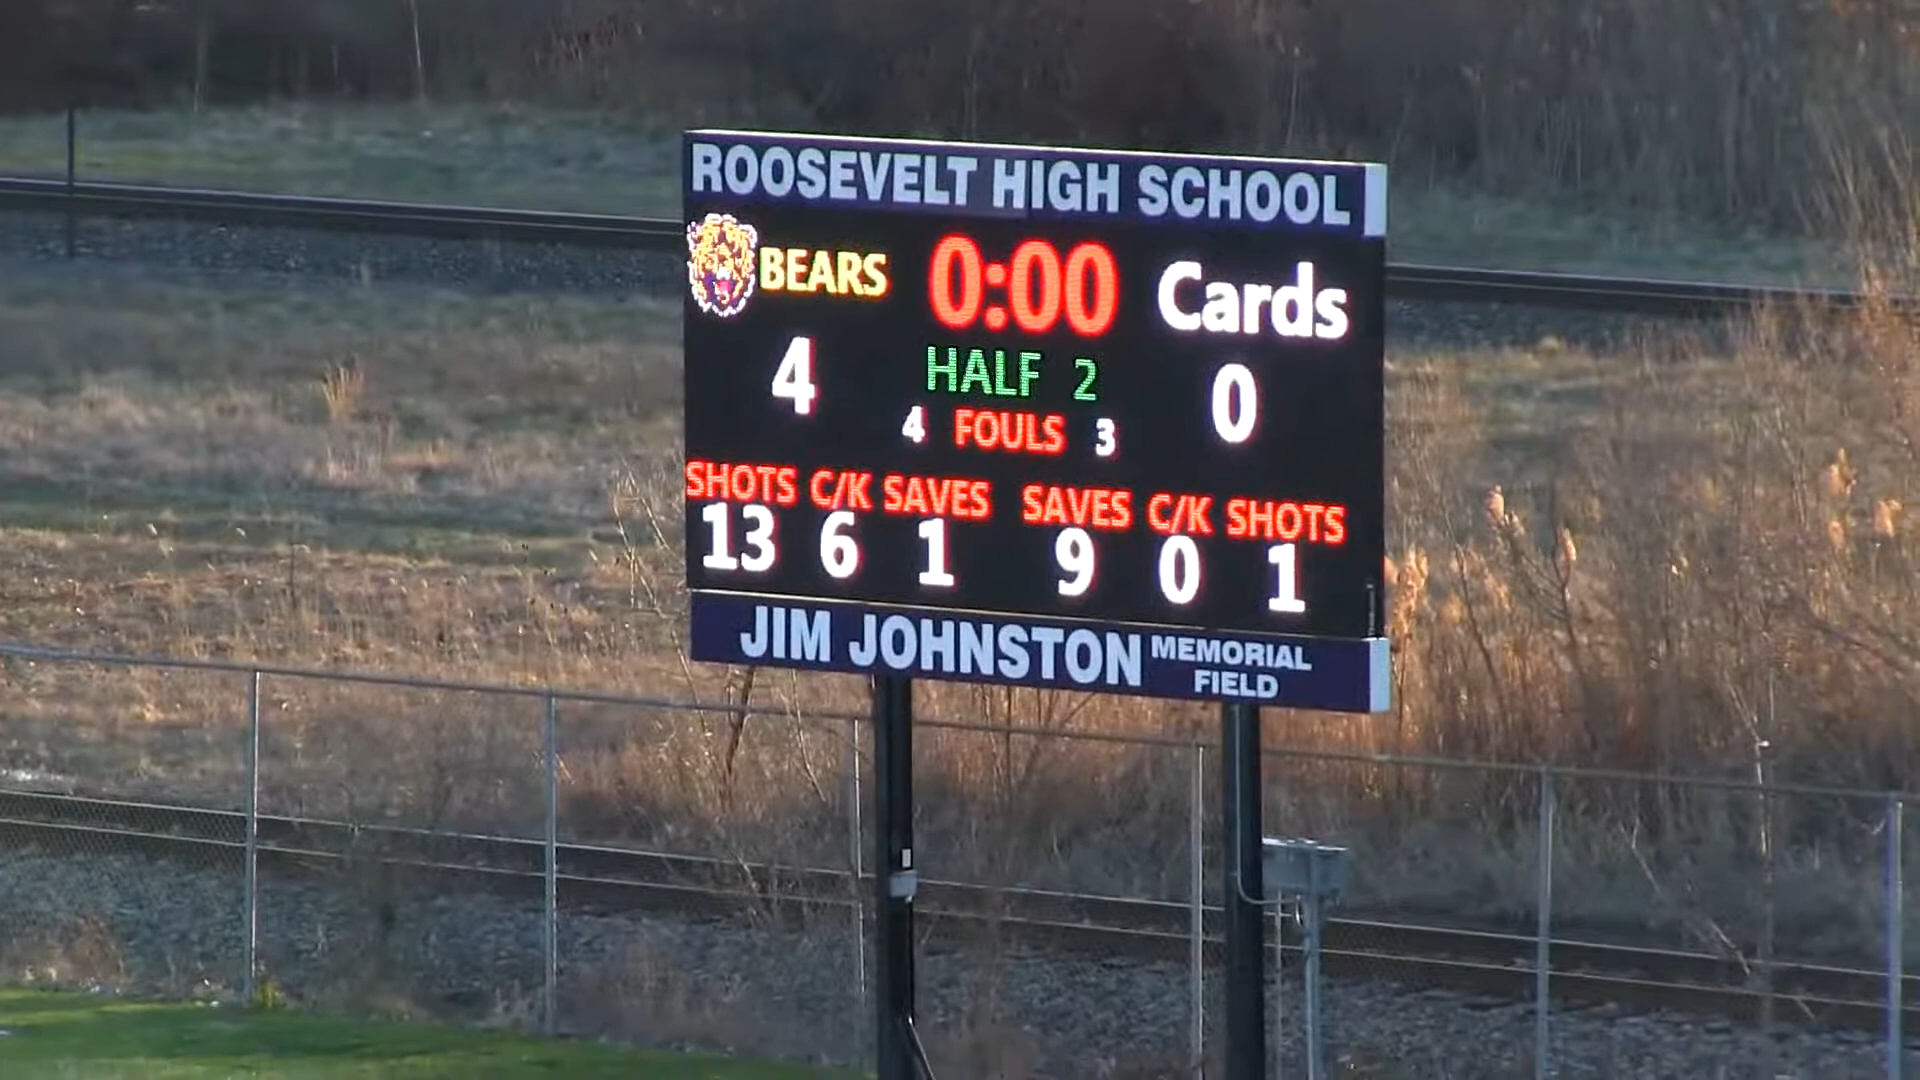 ROOSEVELT HIGH SCHOOL
BEARS 0:00 Cards
4 HALF 2 0
4 FOULS 3
SHOTS C/K SAVES SAVES C/K SHOTS
13 6 1 9 0 1
JIM JOHNSTON MEMORIAL FIELD